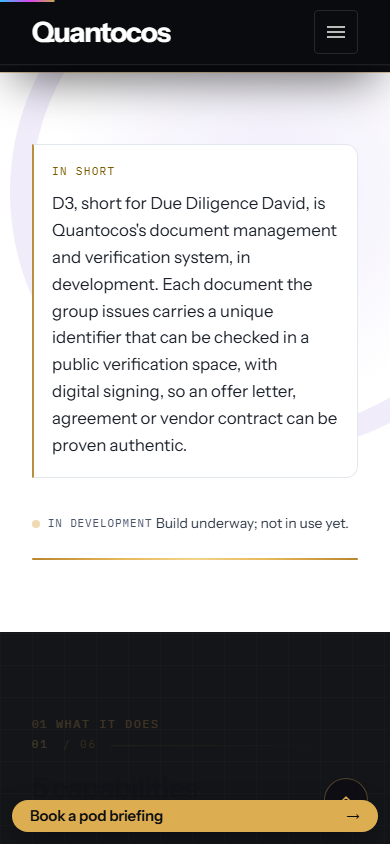 Quantocos
IN SHORT
D3, short for Due Diligence David, is
Quantocos's document management
and verification system, in
development. Each document the
group issues carries a unique
identifier that can be checked in a
public verification space, with
digital signing, so an offer letter,
agreement or vendor contract can be
proven authentic.
IN DEVELOPMENT Build underway; not in use yet.
01 WHAT IT DOES
01 / 06
Book a pod briefing →